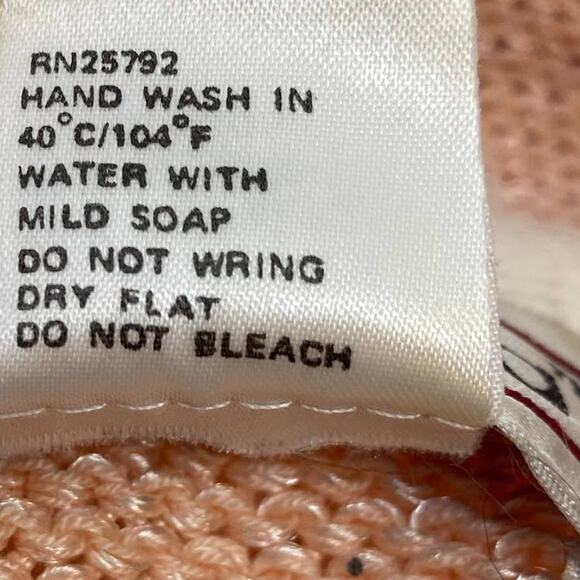 RN25792
HAND WASH IN
40°C/104°F
WATER WITH
MILD SOAP
DO NOT WRING
DRY FLAT
DO NOT BLEACH